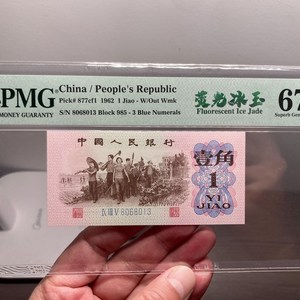 PMG China / People's Republic 荧光冰玉 67
MONEY GUARANTY Pick# 877cf1 1962 1 Jiao - W/Out Wmk Fluorescent Ice Jade Superb Gem
S/N 8068013 Block 985 - 3 Blue Numerals
中国人民银行
壹角
1
YI
JIAO
8068013